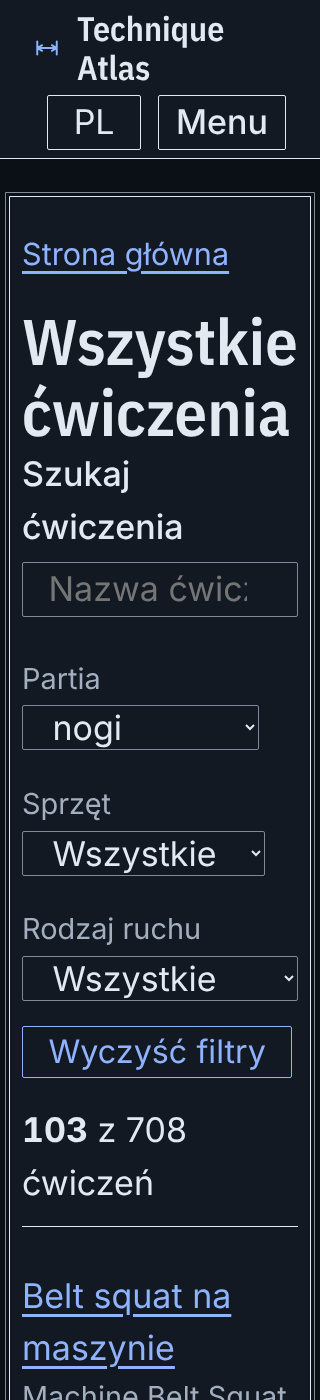 Technique
Atlas
PL
Menu
Strona główna
Wszystkie
ćwiczenia
Szukaj
ćwiczenia
Nazwa ćwic
Partia
nogi
Sprzęt
Wszystkie
Rodzaj ruchu
Wszystkie
Wyczyść filtry
103 z 708
ćwiczeń
Belt squat na
maszynie
Machine Belt Squat